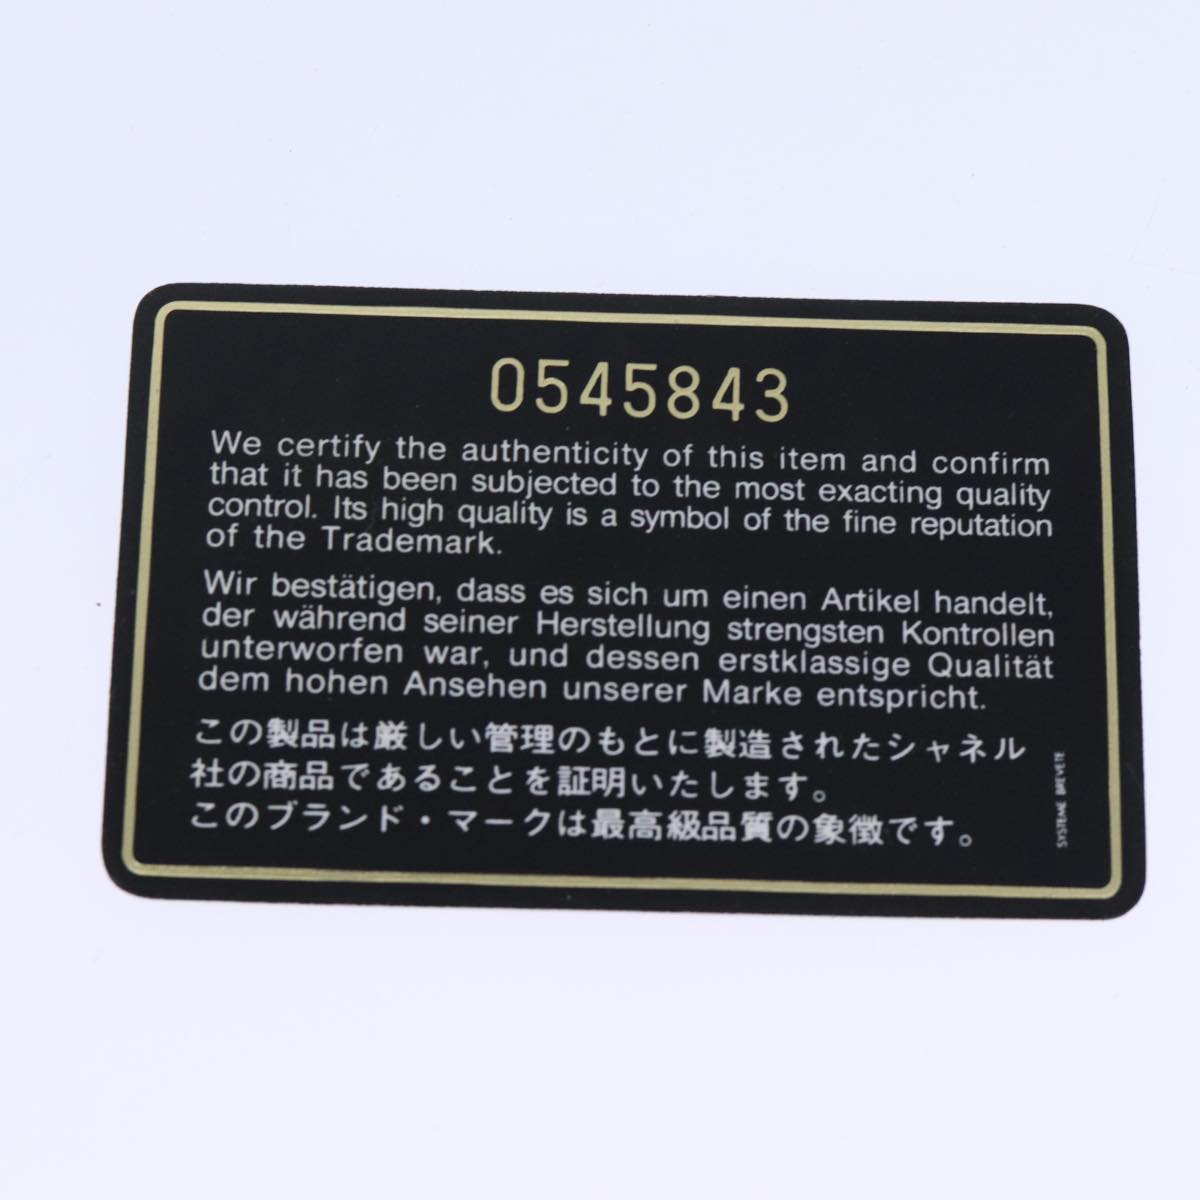 0545843
We certify the authenticity of this item and confirm
that it has been subjected to the most exacting quality
control. Its high quality is a symbol of the fine reputation
of the Trademark.
Wir bestätigen, dass es sich um einen Artikel handelt,
der während seiner Herstellung strengsten Kontrollen
unterworfen war, und dessen erstklassige Qualität
dem hohen Ansehen unserer Marke entspricht.
この製品は厳しい管理のもとに製造されたシャネル
社の商品であることを証明いたします。
このブランド・マークは最高級品質の象徴です。
SYSTEME BREVETE